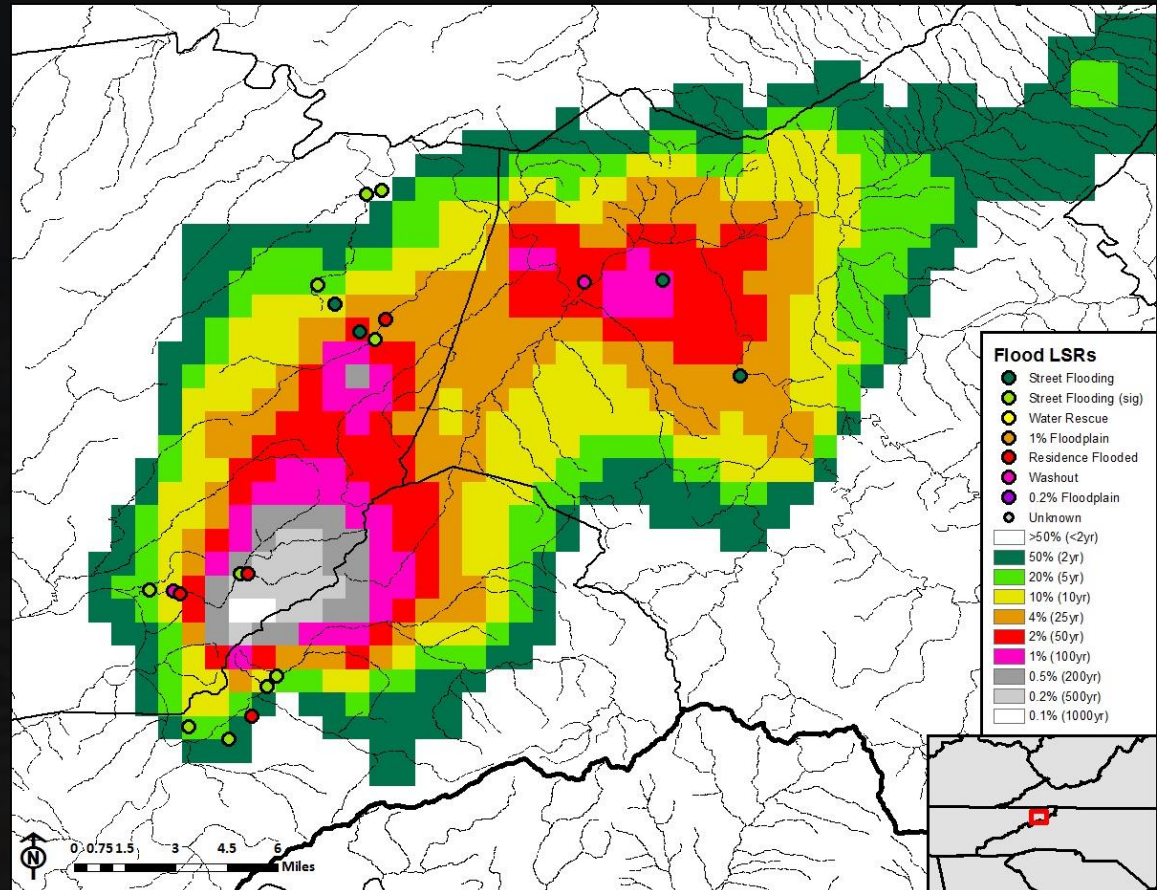 Flood LSRs
Street Flooding
Street Flooding (sig)
Water Rescue
1% Floodplain
Residence Flooded
Washout
0.2% Floodplain
Unknown
>50% (<2yr)
50% (2yr)
20% (5yr)
10% (10yr)
4% (25yr)
2% (50yr)
1% (100yr)
0.5% (200yr)
0.2% (500yr)
0.1% (1000yr)
N
0 0.75 1.5 3 4.5 6
Miles